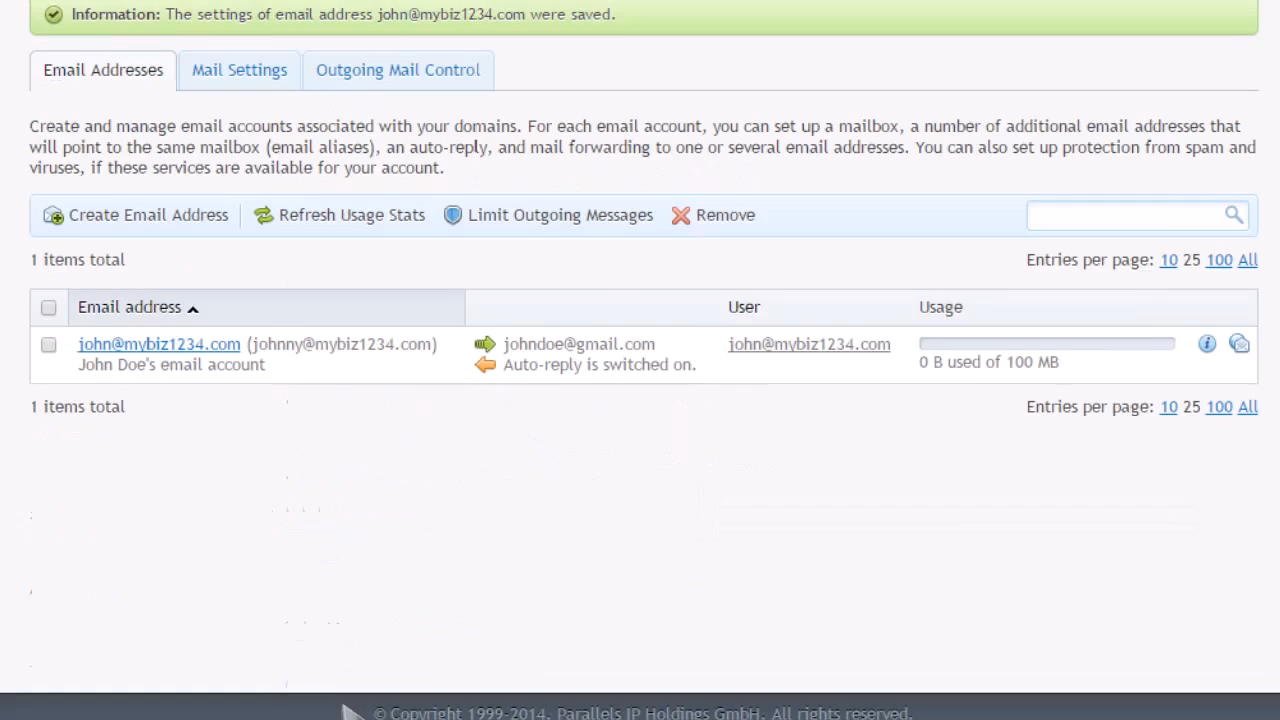 Information: The settings of email address john@mybiz1234.com were saved.
Email Addresses Mail Settings Outgoing Mail Control
Create and manage email accounts associated with your domains. For each email account, you can set up a mailbox, a number of additional email addresses that
will point to the same mailbox (email aliases), an auto-reply, and mail forwarding to one or several email addresses. You can also set up protection from spam and
viruses, if these services are available for your account.
Create Email Address Refresh Usage Stats Limit Outgoing Messages Remove
1 items total Entries per page: 10 25 100 All
Email address User Usage
john@mybiz1234.com (johnny@mybiz1234.com) johndoe@gmail.com john@mybiz1234.com
John Doe's email account Auto-reply is switched on. 0 B used of 100 MB
1 items total Entries per page: 10 25 100 All
© Copyright 1999-2014. Parallels IP Holdings GmbH. All rights reserved.